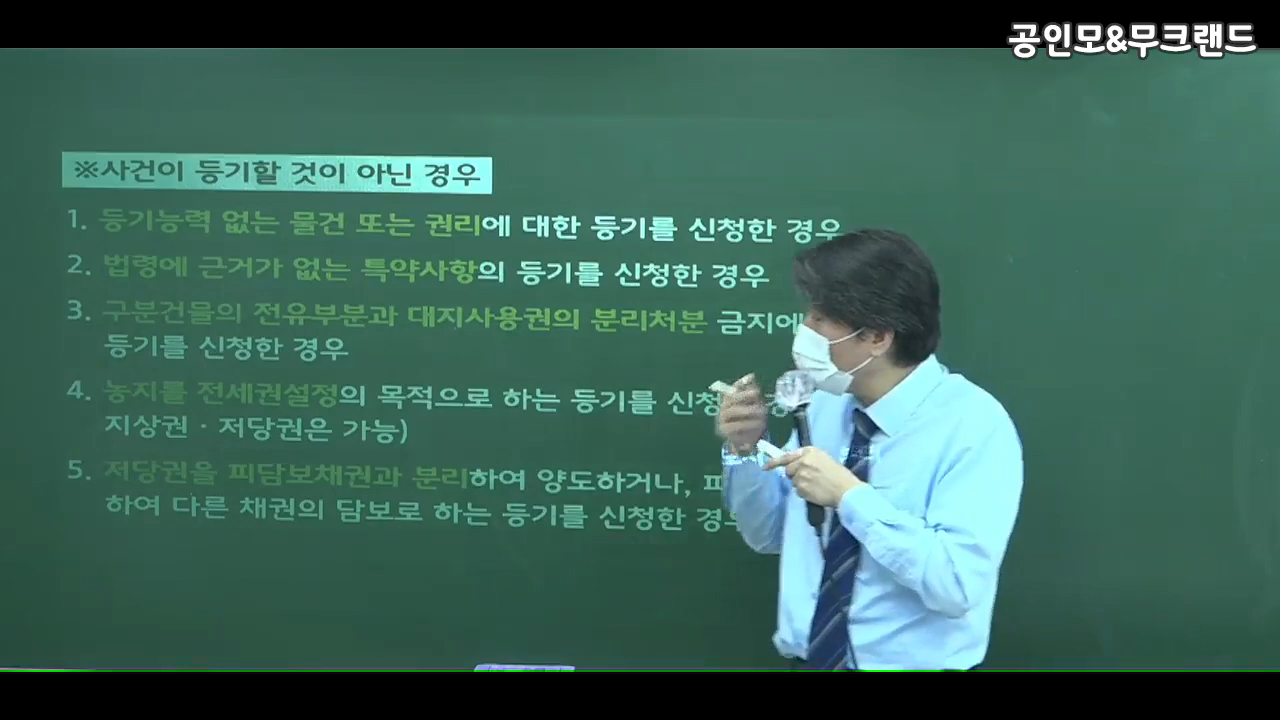 공인모&무크랜드
※사건이 등기할 것이 아닌 경우
1. 등기능력 없는 물건 또는 권리에 대한 등기를 신청한 경우
2. 법령에 근거가 없는 특약사항의 등기를 신청한 경우
3. 구분건물의 전유부분과 대지사용권의 분리처분 금지에
등기를 신청한 경우
4. 농지를 전세권설정의 목적으로 하는 등기를 신청
지상권 · 저당권은 가능)
5. 저당권을 피담보채권과 분리하여 양도하거나, 피
하여 다른 채권의 담보로 하는 등기를 신청한 경우